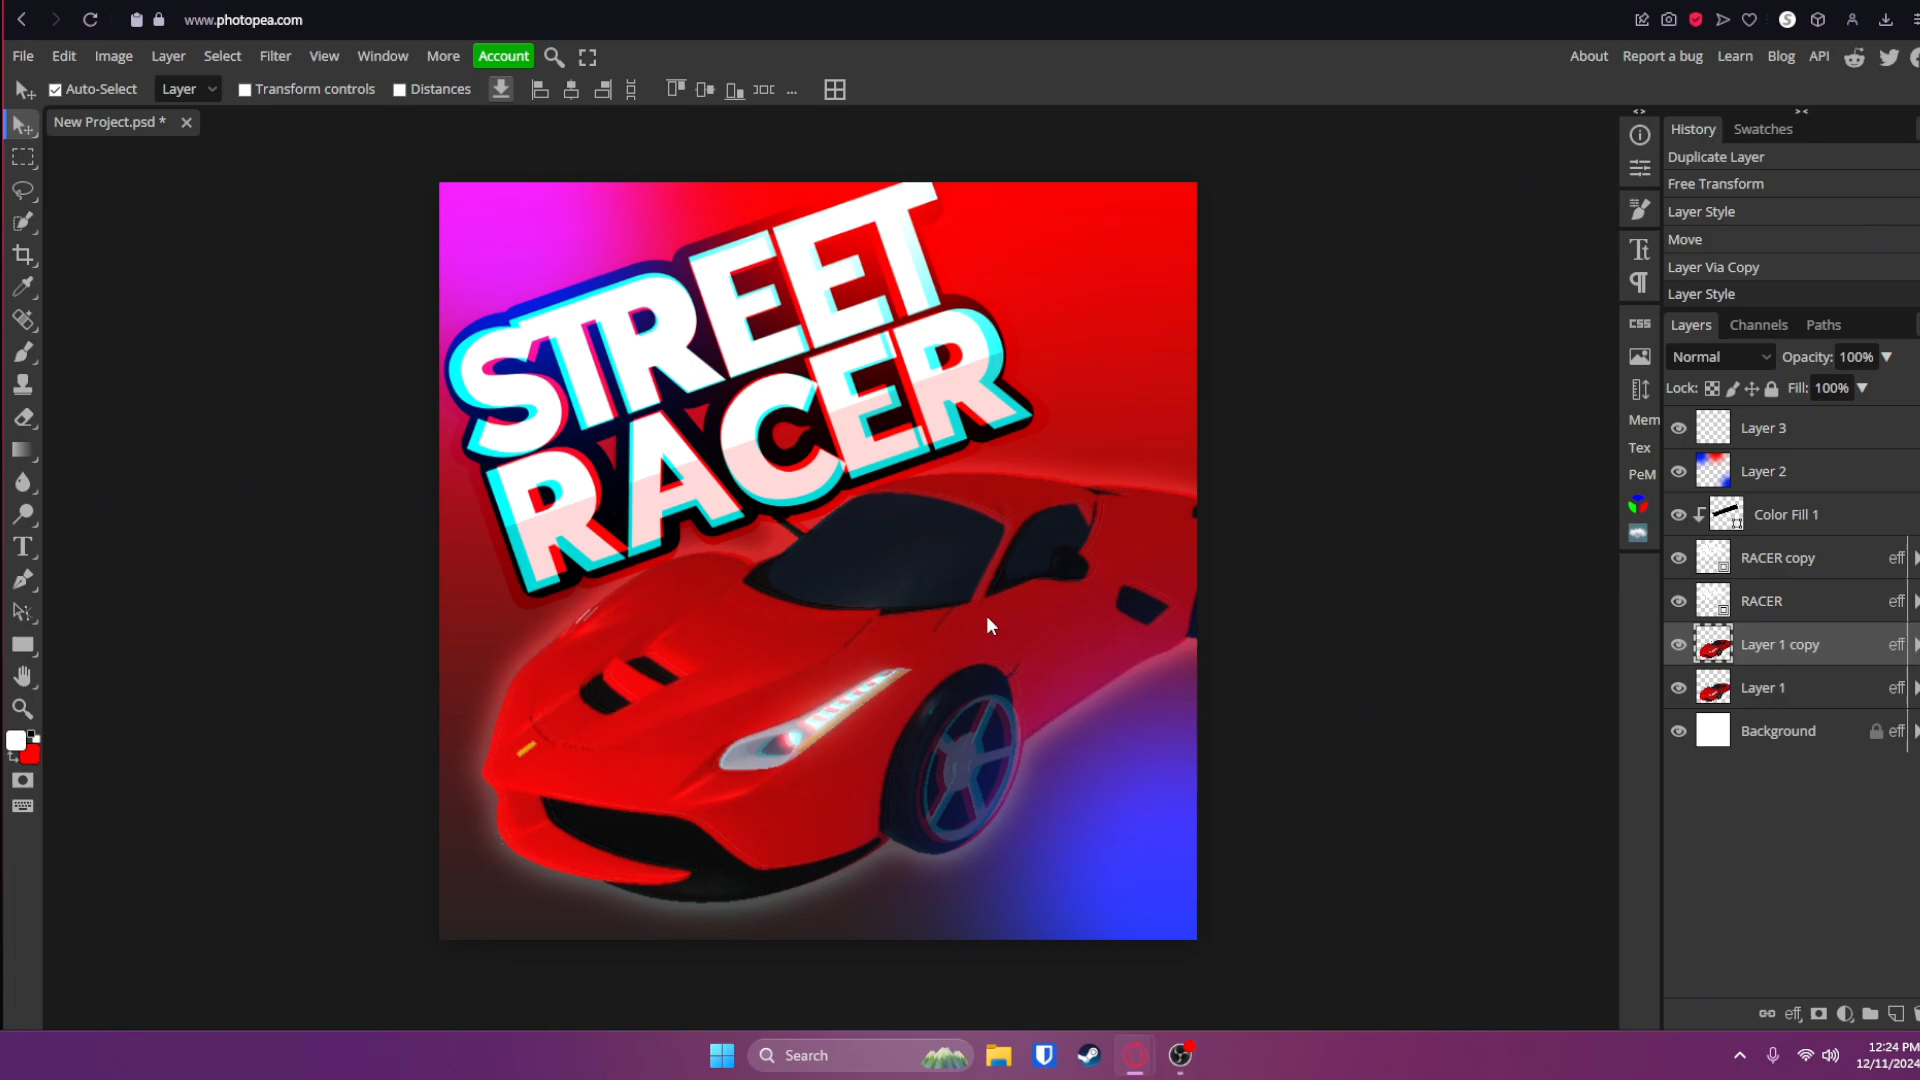 www.photopea.com
File Edit Image Layer Select Filter View Window More Account
About Report a bug Learn Blog API
Auto-Select Layer Transform controls Distances ...
New Project.psd *
History Swatches
Duplicate Layer
Free Transform
Layer Style
Move
Layer Via Copy
Layer Style
CSS
Mem
Tex
PeM
Layers Channels Paths
Normal Opacity: 100%
Lock: Fill: 100%
Layer 3
Layer 2
Color Fill 1
RACER copy eff
RACER eff
Layer 1 copy eff
Layer 1 eff
Background eff
eff
STREET
RACER
Search
12:24 PM
12/11/2024